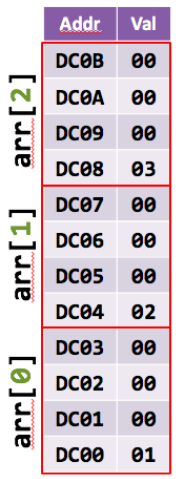 Addr Val
arr[2]
DC0B 00
DC0A 00
DC09 00
DC08 03
arr[1]
DC07 00
DC06 00
DC05 00
DC04 02
arr[0]
DC03 00
DC02 00
DC01 00
DC00 01